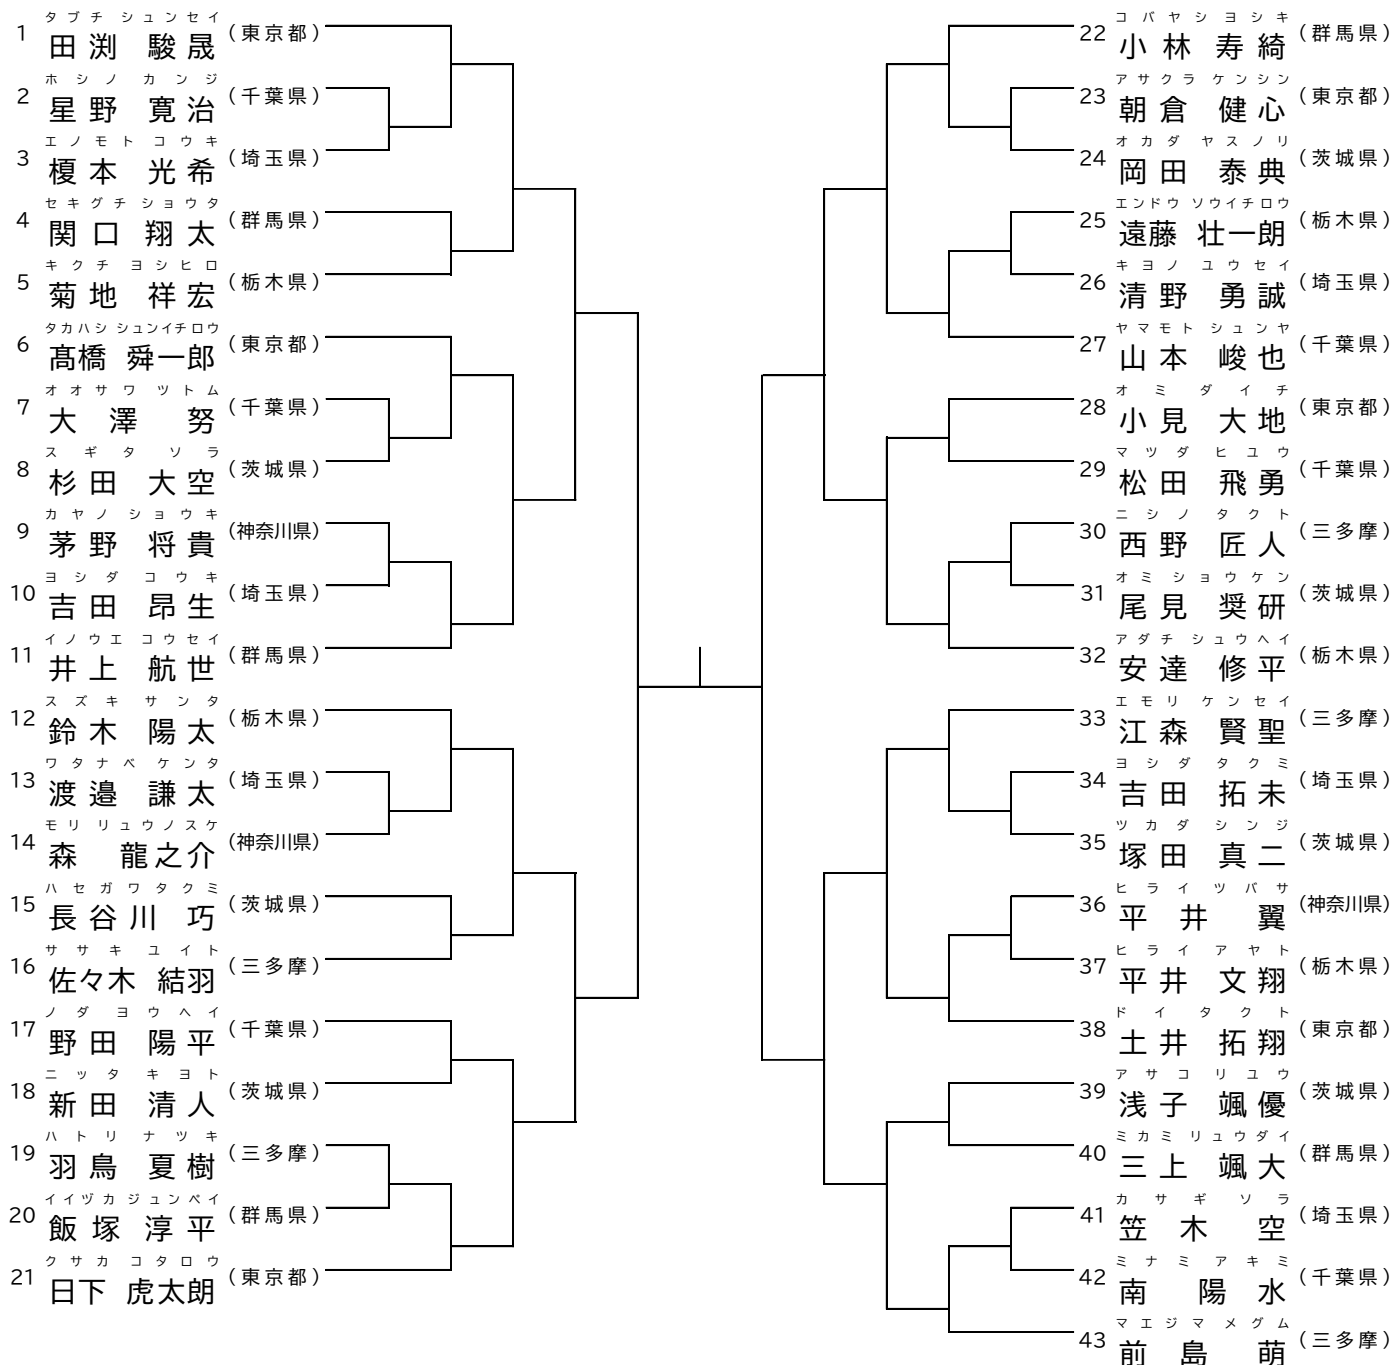 タブチ シュンセイ
1 田渕 駿晟 (東京都)
ホシノ カンジ
2 星野 寛治 (千葉県)
エノモト コウキ
3 榎本 光希 (埼玉県)
セキグチ ショウタ
4 関口 翔太 (群馬県)
キクチ ヨシヒロ
5 菊地 祥宏 (栃木県)
タカハシ シュンイチロウ
6 髙橋 舜一郎 (東京都)
オオサワ ツトム
7 大澤 努 (千葉県)
スギタ ソラ
8 杉田 大空 (茨城県)
カヤノ ショウキ
9 茅野 将貴 (神奈川県)
ヨシダ コウキ
10 吉田 昂生 (埼玉県)
イノウエ コウセイ
11 井上 航世 (群馬県)
スズキ サンタ
12 鈴木 陽太 (栃木県)
ワタナベ ケンタ
13 渡邉 謙太 (埼玉県)
モリ リュウノスケ
14 森 龍之介 (神奈川県)
ハセガワ タクミ
15 長谷川 巧 (茨城県)
ササキ ユイト
16 佐々木 結羽 (三多摩)
ノダ ヨウヘイ
17 野田 陽平 (千葉県)
ニッタ キヨト
18 新田 清人 (茨城県)
ハトリ ナツキ
19 羽鳥 夏樹 (三多摩)
イイヅカ ジュンペイ
20 飯塚 淳平 (群馬県)
クサカ コタロウ
21 日下 虎太朗 (東京都)
コバヤシ ヨシキ
22 小林 寿綺 (群馬県)
アサクラ ケンシン
23 朝倉 健心 (東京都)
オカダ ヤスノリ
24 岡田 泰典 (茨城県)
エンドウ ソウイチロウ
25 遠藤 壮一朗 (栃木県)
キヨノ ユウセイ
26 清野 勇誠 (埼玉県)
ヤマモト シュンヤ
27 山本 峻也 (千葉県)
オミ ダイチ
28 小見 大地 (東京都)
マツダ ヒユウ
29 松田 飛勇 (千葉県)
ニシノ タクト
30 西野 匠人 (三多摩)
オミ ショウケン
31 尾見 奨研 (茨城県)
アダチ シュウヘイ
32 安達 修平 (栃木県)
エモリ ケンセイ
33 江森 賢聖 (三多摩)
ヨシダ タクミ
34 吉田 拓未 (埼玉県)
ツカダ シンジ
35 塚田 真二 (茨城県)
ヒライ ツバサ
36 平井 翼 (神奈川県)
ヒライ アヤト
37 平井 文翔 (栃木県)
ドイ タクト
38 土井 拓翔 (東京都)
アサコ リユウ
39 浅子 颯優 (茨城県)
ミカミ リュウダイ
40 三上 颯大 (群馬県)
カサギ ソラ
41 笠木 空 (埼玉県)
ミナミ アキミ
42 南 陽水 (千葉県)
マエジマ メグム
43 前島 萌 (三多摩)